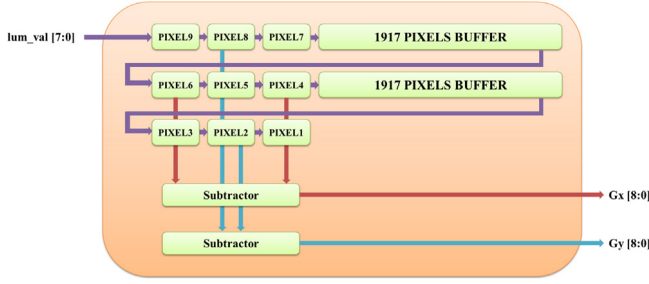 lum_val [7:0]
PIXEL9 PIXEL8 PIXEL7 1917 PIXELS BUFFER
PIXEL6 PIXEL5 PIXEL4 1917 PIXELS BUFFER
PIXEL3 PIXEL2 PIXEL1
Subtractor
Gx [8:0]
Subtractor
Gy [8:0]